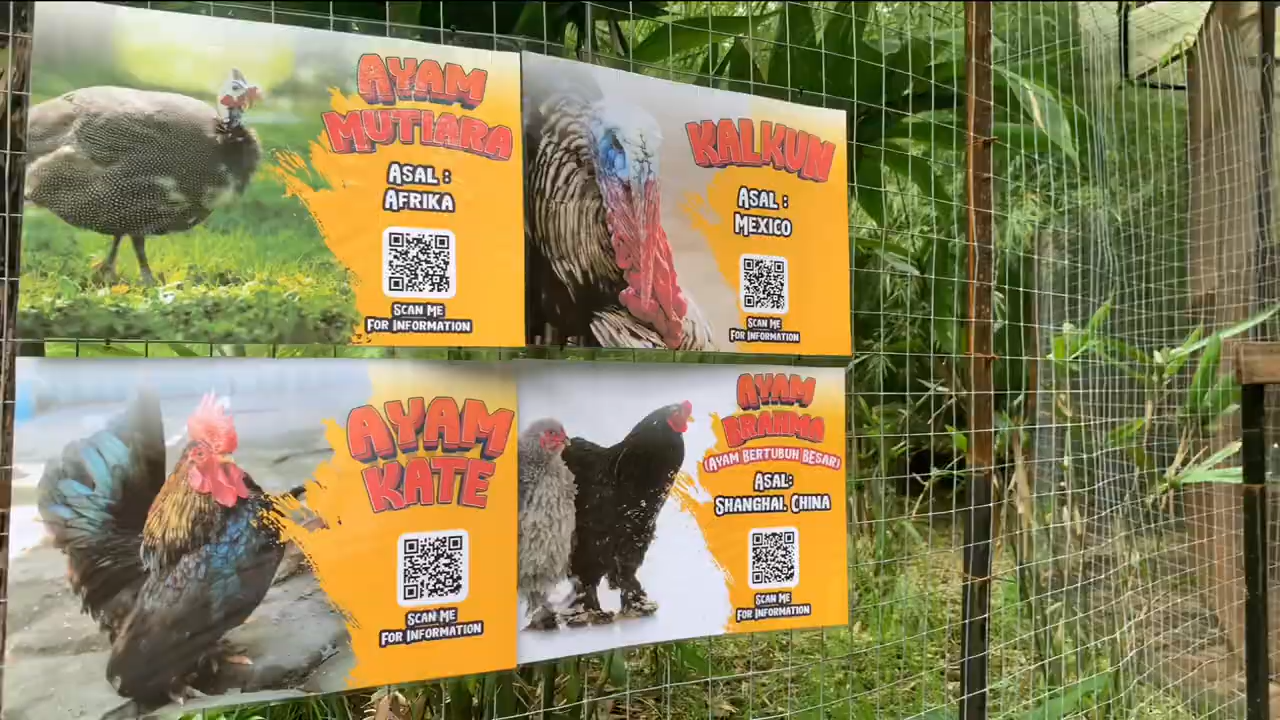 AYAM
MUTIARA
ASAL :
AFRIKA
SCAN ME
FOR INFORMATION
KALKUN
ASAL :
MEXICO
SCAN ME
FOR INFORMATION
AYAM
KATE
SCAN ME
FOR INFORMATION
AYAM
BRAHMA
(AYAM BERTUBUH BESAR)
ASAL:
SHANGHAI, CHINA
SCAN ME
FOR INFORMATION